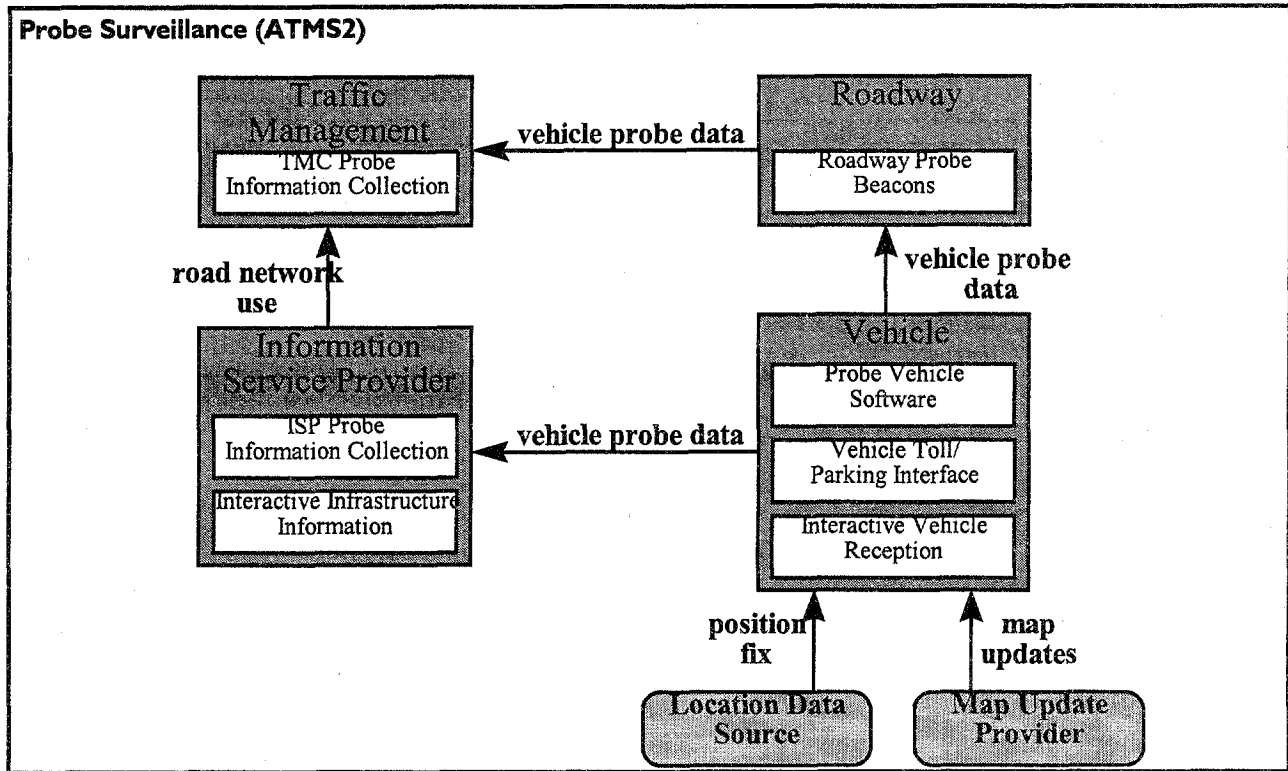 Probe Surveillance (ATMS2)
Traffic
Management
TMC Probe
Information Collection
vehicle probe data
Roadway
Roadway Probe
Beacons
road network
use
vehicle probe
data
Information
Service Provider
ISP Probe
Information Collection
Interactive Infrastructure
Information
vehicle probe data
Vehicle
Probe Vehicle
Software
Vehicle Toll/
Parking Interface
Interactive Vehicle
Reception
position
fix
map
updates
Location Data
Source
Map Update
Provider